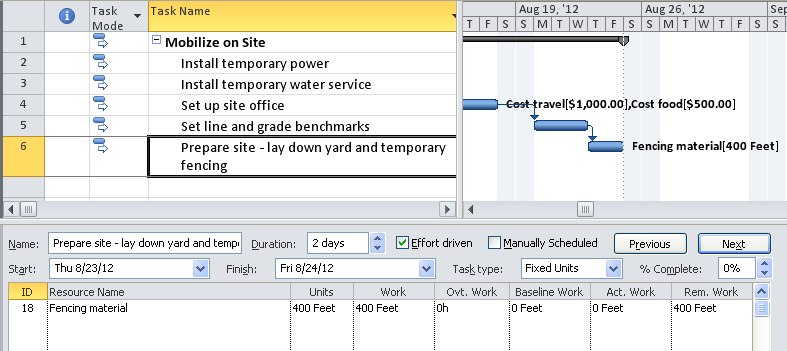 Task Mode Task Name Aug 19, '12 Aug 26, '12 Sep
T F S S M T W T F S S M T W T F S S
1 Mobilize on Site
2 Install temporary power
3 Install temporary water service
4 Set up site office Cost travel[$1,000.00],Cost food[$500.00]
5 Set line and grade benchmarks
6 Prepare site - lay down yard and temporary fencing Fencing material[400 Feet]
Name: Prepare site - lay down yard and temp Duration: 2 days Effort driven Manually Scheduled Previous Next
Start: Thu 8/23/12 Finish: Fri 8/24/12 Task type: Fixed Units % Complete: 0%
ID Resource Name Units Work Ovt. Work Baseline Work Act. Work Rem. Work
18 Fencing material 400 Feet 400 Feet 0h 0 Feet 0 Feet 400 Feet